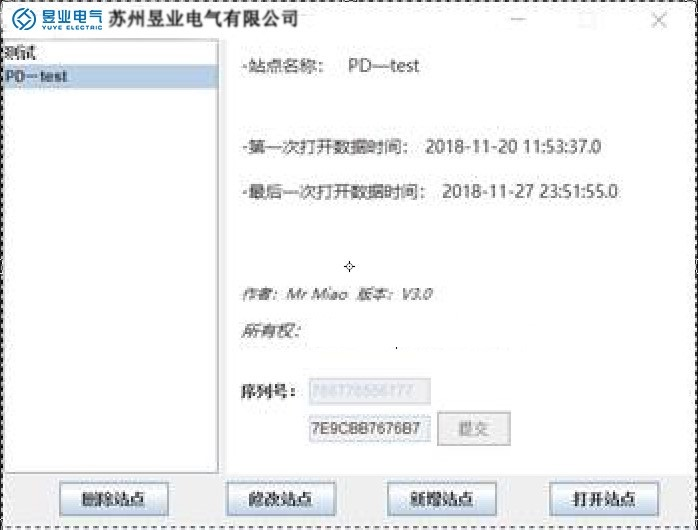 昱业电气 苏州昱业电气有限公司
YUYE ELECTRIC
测试
PD-test
-站点名称： PD-test
-第一次打开数据时间： 2018-11-20 11:53:37.0
-最后一次打开数据时间： 2018-11-27 23:51:55.0
作者：Mr Miao 版本：V3.0
所有权：
序列号：
7E9CBB7676B7 提交
删除站点 修改站点 新增站点 打开站点